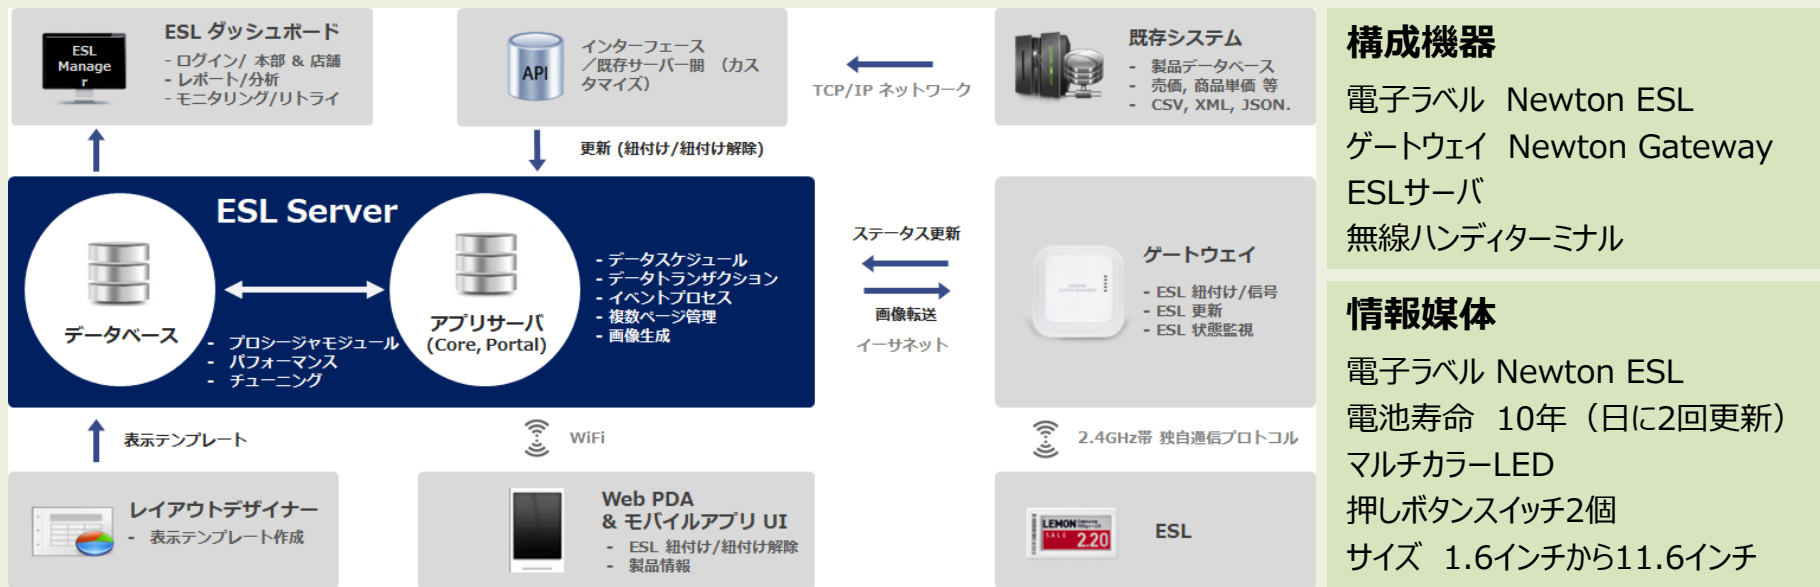 ESL
Manage
r
ESL ダッシュボード
- ログイン/ 本部 & 店舗
- レポート/分析
- モニタリング/リトライ
API
インターフェース
／既存サーバー間 （カス
タマイズ）
TCP/IP ネットワーク
既存システム
- 製品データベース
- 売価, 商品単価 等
- CSV, XML, JSON.
更新 (紐付け/紐付け解除)
ESL Server
データベース
- プロシージャモジュール
- パフォーマンス
- チューニング
アプリサーバ
(Core, Portal)
- データスケジュール
- データトランザクション
- イベントプロセス
- 複数ページ管理
- 画像生成
ステータス更新
画像転送
イーサネット
ゲートウェイ
- ESL 紐付け/信号
- ESL 更新
- ESL 状態監視
表示テンプレート
WiFi
2.4GHz帯 独自通信プロトコル
レイアウトデザイナー
- 表示テンプレート作成
Web PDA
& モバイルアプリ UI
- ESL 紐付け/紐付け解除
- 製品情報
LEMON
SALE 2.20
ESL
構成機器
電子ラベル Newton ESL
ゲートウェイ Newton Gateway
ESLサーバ
無線ハンディターミナル
情報媒体
電子ラベル Newton ESL
電池寿命 10年（日に2回更新）
マルチカラーLED
押しボタンスイッチ2個
サイズ 1.6インチから11.6インチ